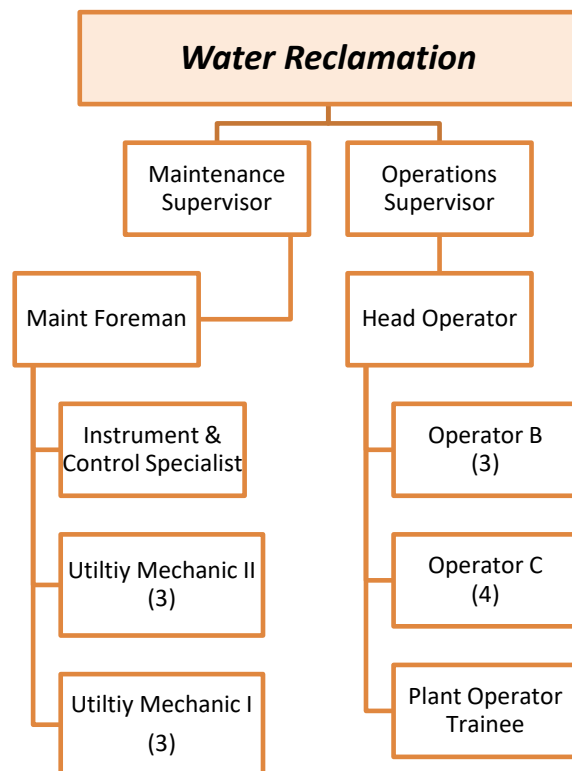 Water Reclamation
Maintenance
Supervisor
Operations
Supervisor
Maint Foreman
Head Operator
Instrument &
Control Specialist
Operator B
(3)
Utiltiy Mechanic II
(3)
Operator C
(4)
Utiltiy Mechanic I
(3)
Plant Operator
Trainee